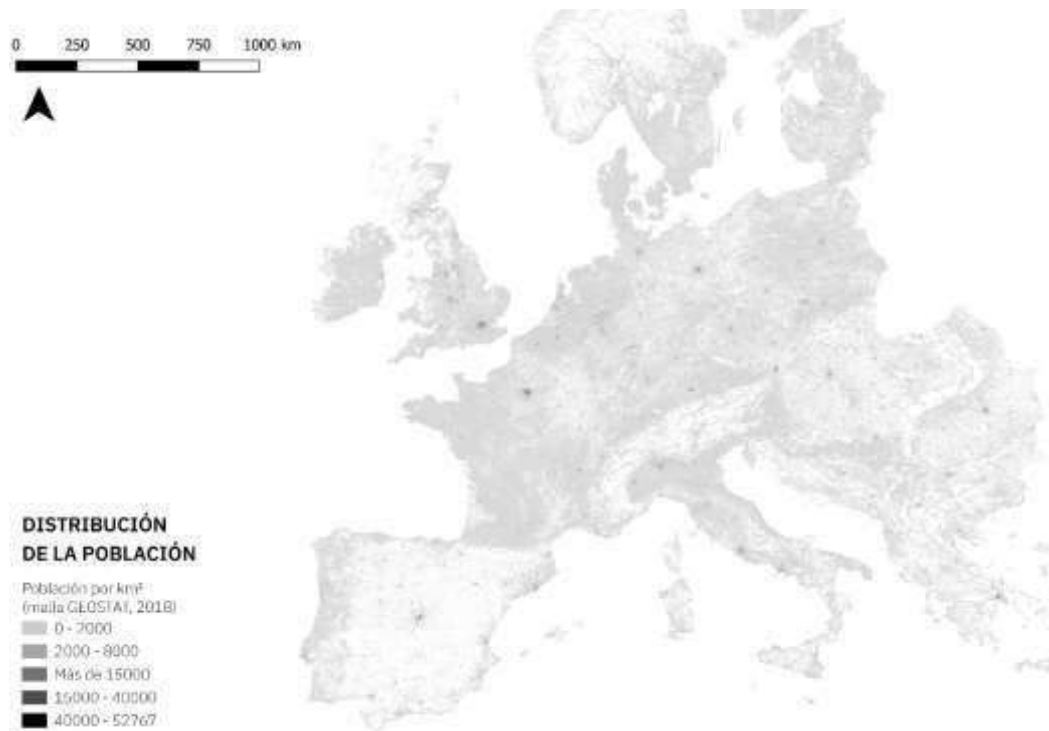 0 250 500 750 1000 km
DISTRIBUCIÓN
DE LA POBLACIÓN
Población por km²
(malla GEOSTAT, 2018)
0 - 2000
2000 - 8000
Más de 15000
15000 - 40000
40000 - 52767